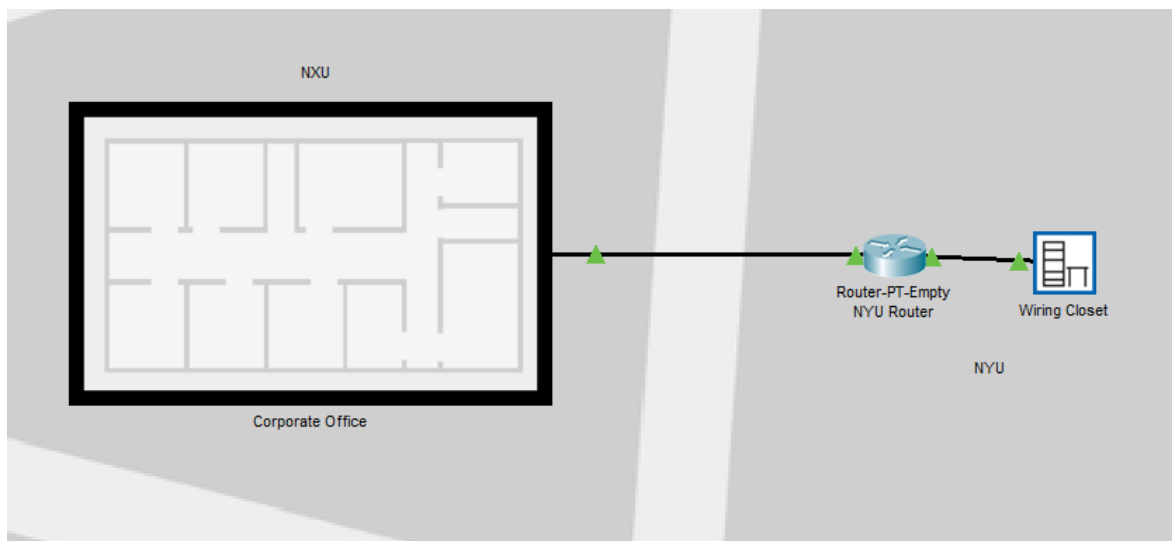 NXU
Corporate Office
Router-PT-Empty
NYU Router
Wiring Closet
NYU